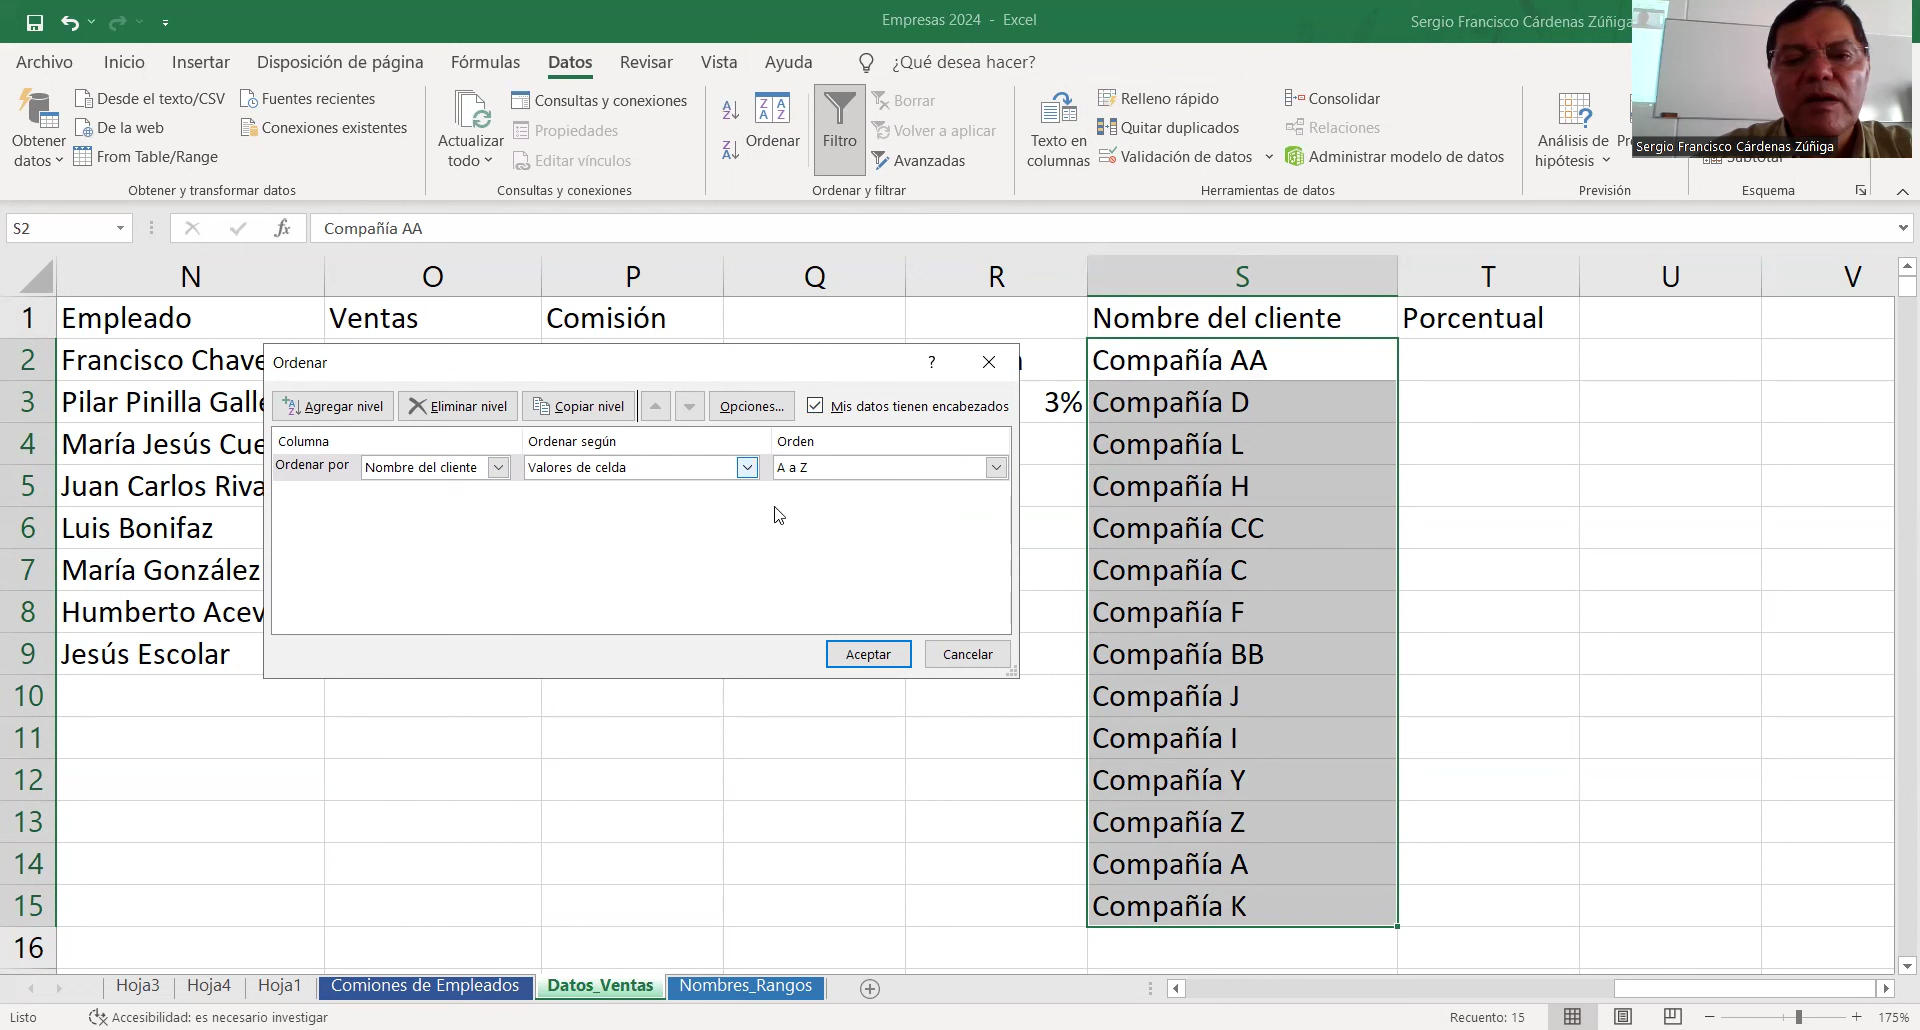 Empresas 2024 - Excel
Sergio Francisco Cárdenas Zúñiga
Archivo Inicio Insertar Disposición de página Fórmulas Datos Revisar Vista Ayuda ¿Qué desea hacer?
Obtener datos
Desde el texto/CSV
De la web
From Table/Range
Fuentes recientes
Conexiones existentes
Obtener y transformar datos
Actualizar todo
Consultas y conexiones
Propiedades
Editar vínculos
Consultas y conexiones
Ordenar
Filtro
Borrar
Volver a aplicar
Avanzadas
Ordenar y filtrar
Texto en columnas
Relleno rápido
Quitar duplicados
Validación de datos
Consolidar
Relaciones
Administrar modelo de datos
Herramientas de datos
Análisis de hipótesis
Previsión
Subtotal
Esquema
Sergio Francisco Cárdenas Zúñiga
S2 fx Compañía AA
N O P Q R S T U V
1 Empleado Ventas Comisión Nombre del cliente Porcentual
2 Francisco Chave Compañía AA
3 Pilar Pinilla Galle 3% Compañía D
4 María Jesús Cue Compañía L
5 Juan Carlos Riva Compañía H
6 Luis Bonifaz Compañía CC
7 María González Compañía C
8 Humberto Acev Compañía F
9 Jesús Escolar Compañía BB
10 Compañía J
11 Compañía I
12 Compañía Y
13 Compañía Z
14 Compañía A
15 Compañía K
16
Ordenar ?
Agregar nivel Eliminar nivel Copiar nivel Opciones... Mis datos tienen encabezados
Columna Ordenar según Orden
Ordenar por Nombre del cliente Valores de celda A a Z
Aceptar Cancelar
Hoja3 Hoja4 Hoja1 Comiones de Empleados Datos_Ventas Nombres_Rangos
Listo Accesibilidad: es necesario investigar Recuento: 15 175%